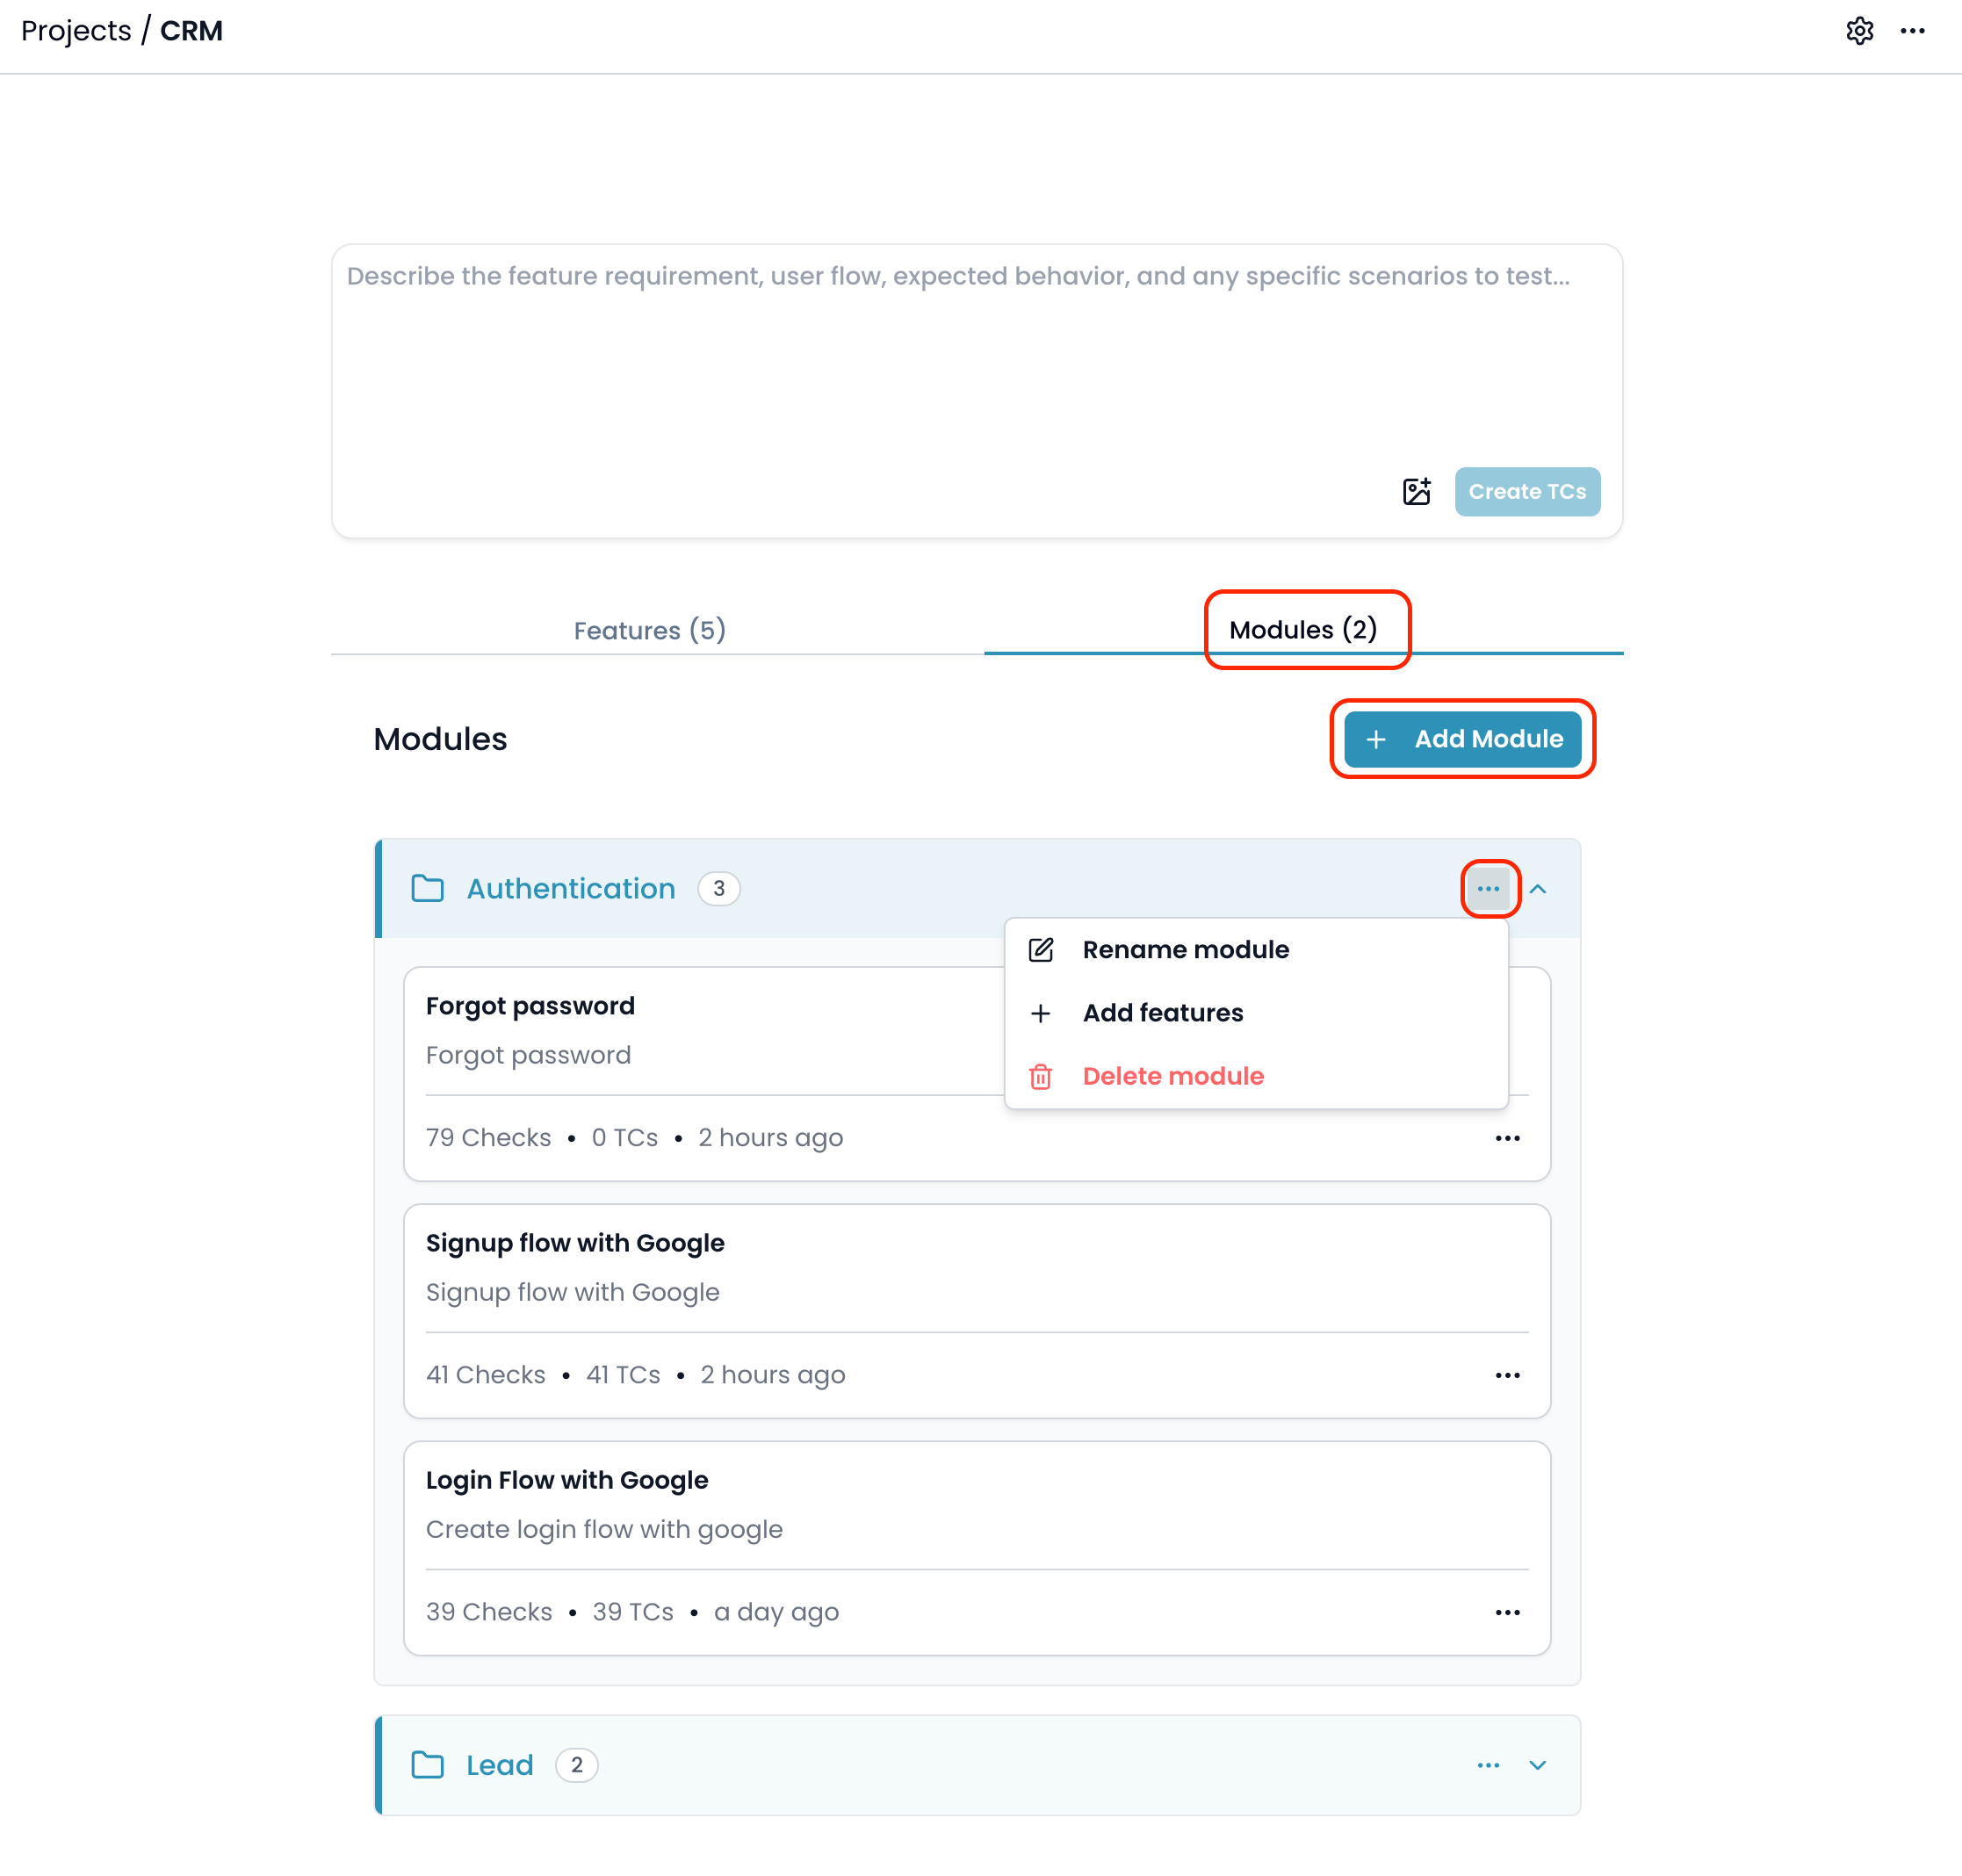 Projects / CRM
Describe the feature requirement, user flow, expected behavior, and any specific scenarios to test...
Create TCs
Features (5)
Modules (2)
Modules
+ Add Module
Authentication 3
Rename module
+ Add features
Delete module
Forgot password
Forgot password
79 Checks • 0 TCs • 2 hours ago
Signup flow with Google
Signup flow with Google
41 Checks • 41 TCs • 2 hours ago
Login Flow with Google
Create login flow with google
39 Checks • 39 TCs • a day ago
Lead 2